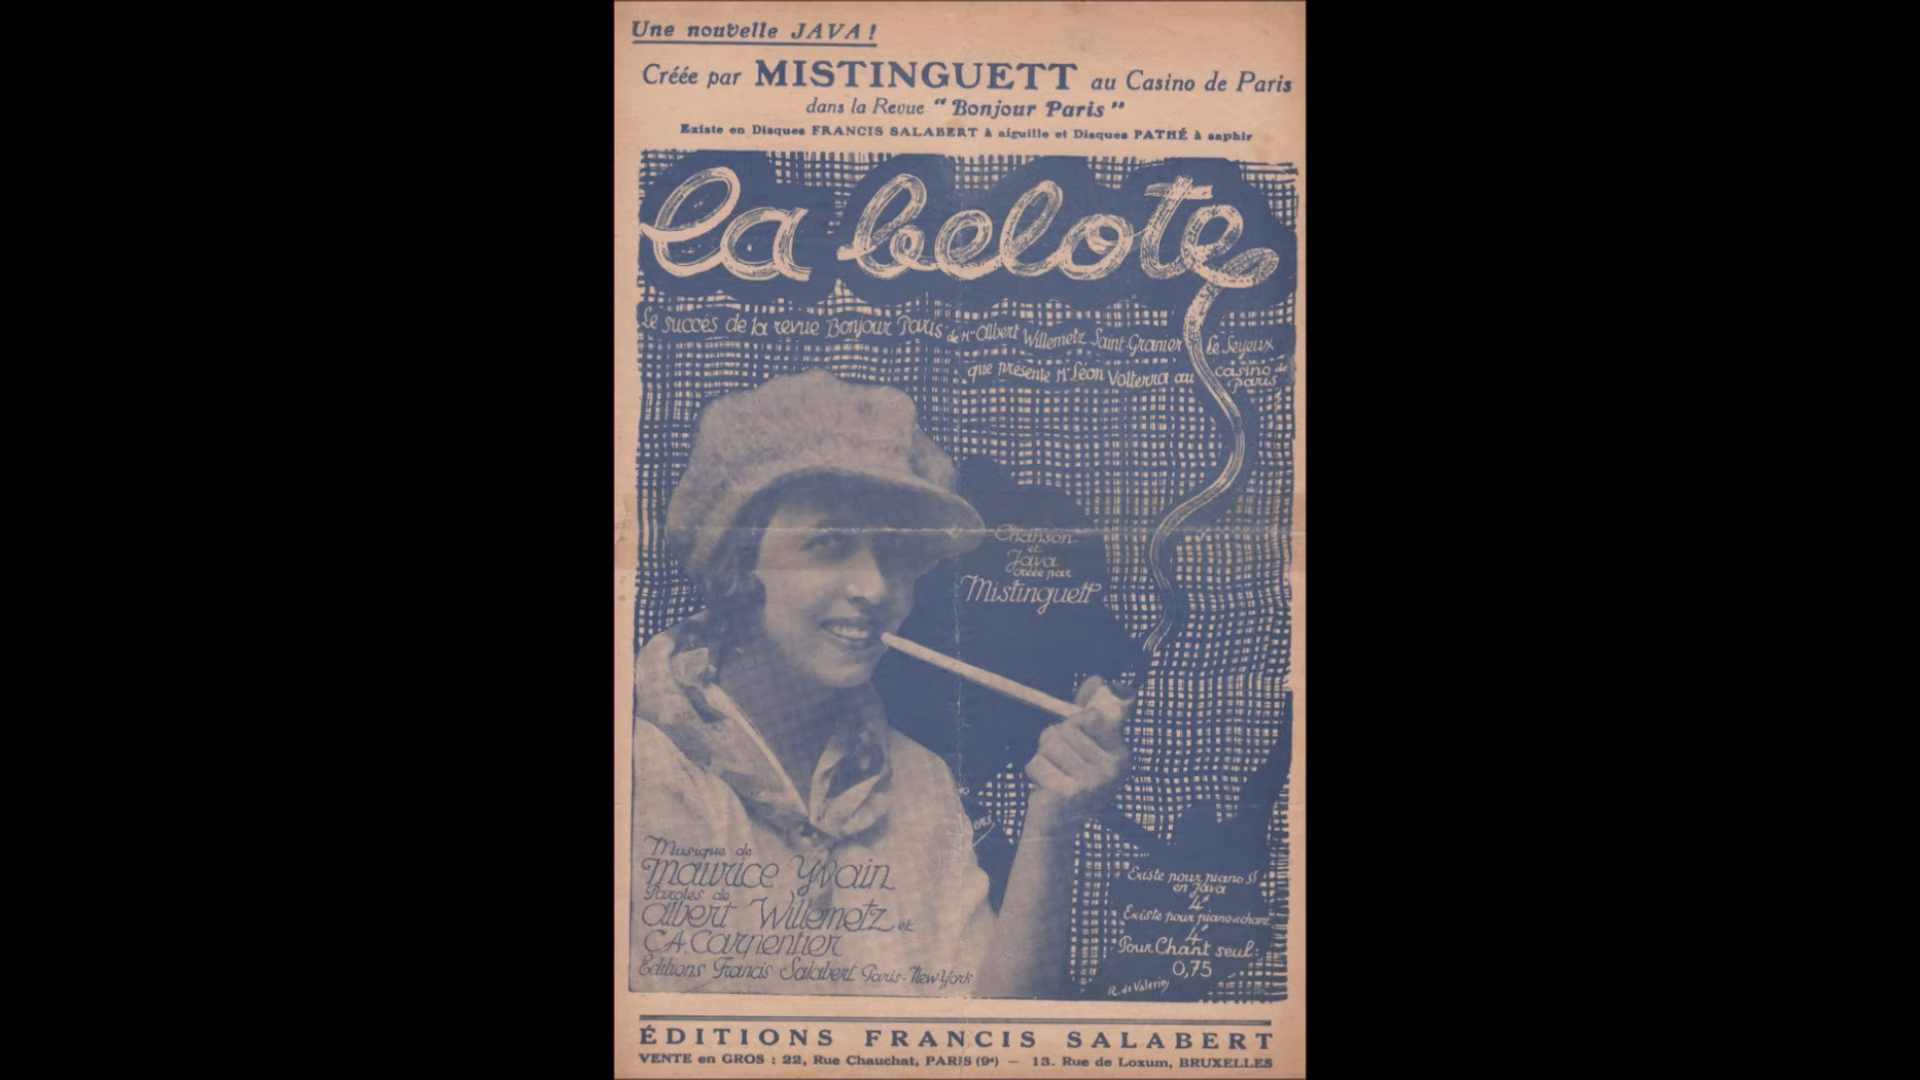 Une nouvelle JAVA!
Créée par MISTINGUETT au Casino de Paris
dans la Revue "Bonjour Paris"
Existe en Disques FRANCIS SALABERT à aiguille et Disques PATHÉ à saphir
la belote
Le succès de la revue Bonjour Paris de Mrs Albert Willemetz Saint-Granier Le Seyeux
que présente Mr Léon Volterra au casino de Paris
Chanson
et
Java
créée par
Mistinguett
Musique de
Maurice Yvain
Paroles de
Albert Willemetz et
C.A. Carpentier
Editions Francis Salabert Paris-New-York
Existe pour piano sl
en Java
4f
Existe pour piano et chant
4f
Pour Chant seul:
0,75
R. de Valerio
ÉDITIONS FRANCIS SALABERT
VENTE en GROS : 22, Rue Chauchat, PARIS (9e) — 13. Rue de Loxum, BRUXELLES